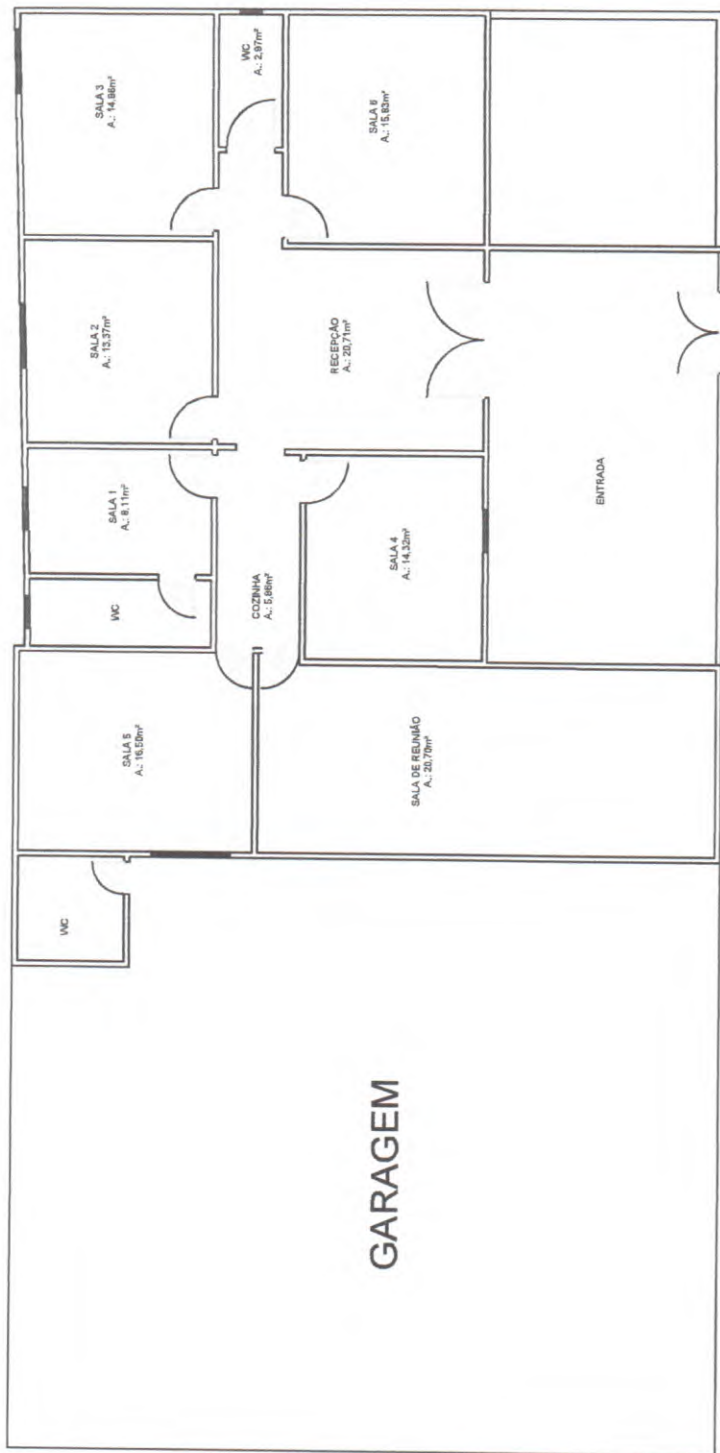 WC
SALA 5
A.: 16,50m²
WC
SALA 1
A.: 8,11m²
SALA 2
A.: 13,37m²
SALA 3
A.: 14,86m²
COZINHA
A.: 5,86m²
WC
A.: 2,97m²
GARAGEM
SALA DE REUNIÃO
A.: 20,70m²
SALA 4
A.: 14,32m²
RECEPÇÃO
A.: 20,71m²
SALA 6
A.: 15,83m²
ENTRADA